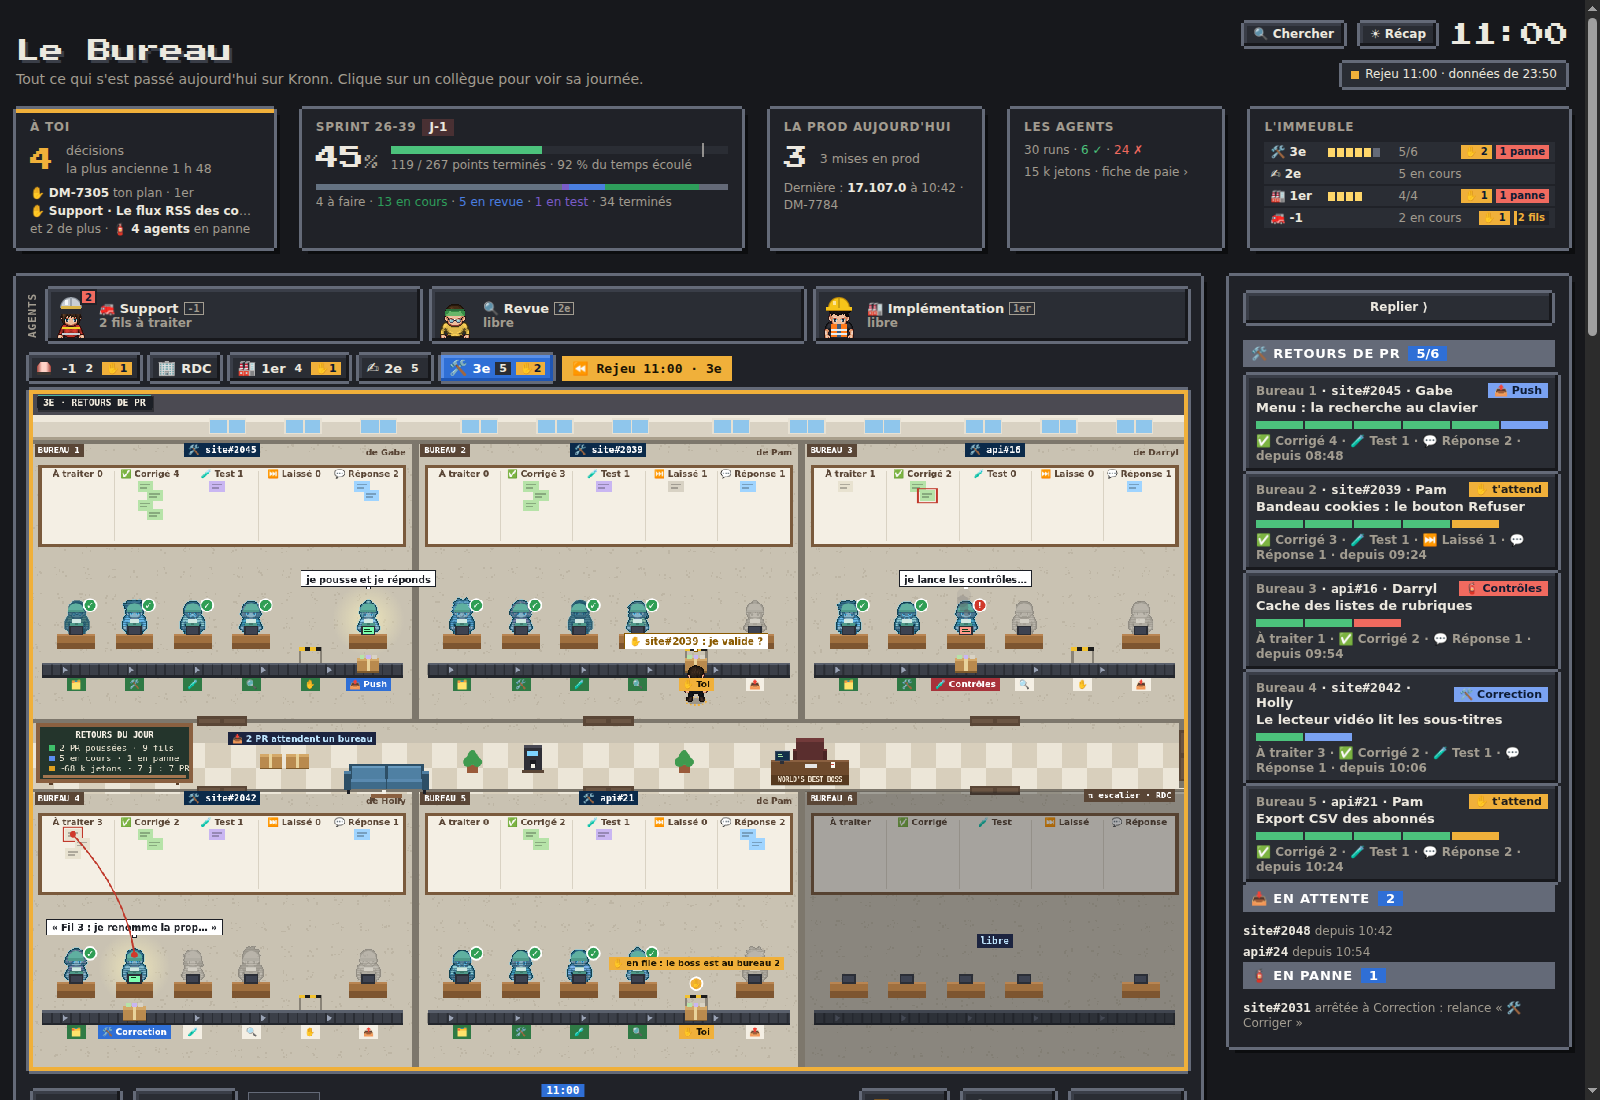 Le Bureau
Tout ce qui s'est passé aujourd'hui sur Kronn. Clique sur un collègue pour voir sa journée.
Chercher
Récap
11:00
Rejeu 11:00 · données de 23:50
À TOI
4
décisions
la plus ancienne 1 h 48
DM-7305 ton plan · 1er
Support · Le flux RSS des co…
et 2 de plus · 4 agents en panne
SPRINT 26-39 J-1
45%
119 / 267 points terminés · 92 % du temps écoulé
4 à faire · 13 en cours · 5 en revue · 1 en test · 34 terminés
LA PROD AUJOURD'HUI
3 3 mises en prod
Dernière : 17.107.0 à 10:42 ·
DM-7784
LES AGENTS
30 runs · 6 ✓ · 24 ✗
15 k jetons · fiche de paie ›
L'IMMEUBLE
3e 5/6 2 1 panne
2e 5 en cours
1er 4/4 1 1 panne
-1 2 en cours 1 2 fils
AGENTS
2
Support -1
2 fils à traiter
Revue 2e
libre
Implémentation 1er
libre
-1 2 1
RDC
1er 4 1
2e 5
3e 5 2
Rejeu 11:00 · 3e
3E · RETOURS DE PR
BUREAU 1 site#2045 de Gabe
À traiter 0 Corrigé 4 Test 1 Laissé 0 Réponse 2
je pousse et je réponds
Push
BUREAU 2 site#2039 de Pam
À traiter 0 Corrigé 3 Test 1 Laissé 1 Réponse 1
site#2039 : je valide ?
Toi
BUREAU 3 api#16 de Darryl
À traiter 1 Corrigé 2 Test 0 Laissé 0 Réponse 1
je lance les contrôles…
Contrôles
RETOURS DU JOUR
2 PR poussées · 9 fils
5 en cours · 1 en panne
~68 k jetons · 7 j : 7 PR
2 PR attendent un bureau
WORLD'S BEST BOSS
escalier · RDC
BUREAU 4 site#2042 de Holly
À traiter 3 Corrigé 2 Test 1 Laissé 0 Réponse 1
« Fil 3 : je renomme la prop… »
Correction
BUREAU 5 api#21 de Pam
À traiter 0 Corrigé 2 Test 1 Laissé 0 Réponse 2
en file : le boss est au bureau 2
Toi
BUREAU 6
À traiter Corrigé Test Laissé Réponse
libre
11:00
Replier ⟩
RETOURS DE PR 5/6
Bureau 1 · site#2045 · Gabe Push
Menu : la recherche au clavier
Corrigé 4 · Test 1 · Réponse 2 ·
depuis 08:48
Bureau 2 · site#2039 · Pam t'attend
Bandeau cookies : le bouton Refuser
Corrigé 3 · Test 1 · Laissé 1 ·
Réponse 1 · depuis 09:24
Bureau 3 · api#16 · Darryl Contrôles
Cache des listes de rubriques
À traiter 1 · Corrigé 2 · Réponse 1 ·
depuis 09:54
Bureau 4 · site#2042 ·
Holly Correction
Le lecteur vidéo lit les sous-titres
À traiter 3 · Corrigé 2 · Test 1 ·
Réponse 1 · depuis 10:06
Bureau 5 · api#21 · Pam t'attend
Export CSV des abonnés
Corrigé 2 · Test 1 · Réponse 2 ·
depuis 10:24
EN ATTENTE 2
site#2048 depuis 10:42
api#24 depuis 10:54
EN PANNE 1
site#2031 arrêtée à Correction : relance «
Corriger »